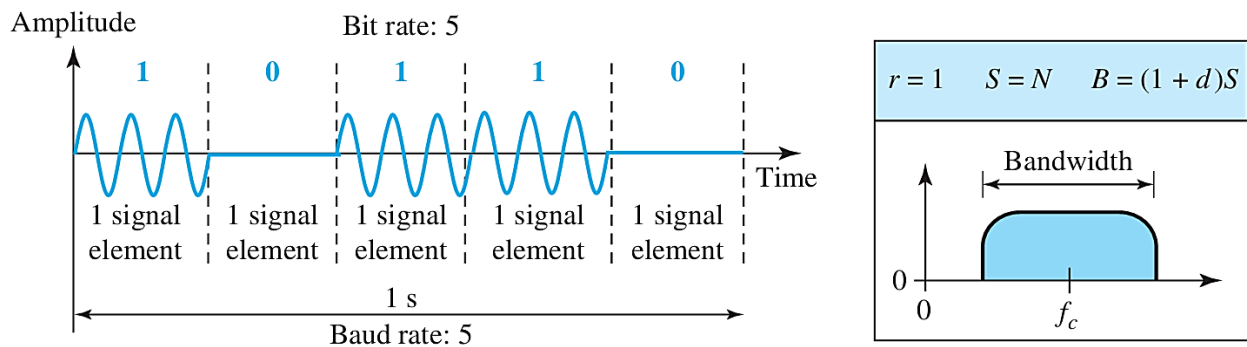 Amplitude
Bit rate: 5
1 0 1 1 0
Time
1 signal element
1 signal element
1 signal element
1 signal element
1 signal element
1 s
Baud rate: 5
r = 1 S = N B = (1 + d)S
Bandwidth
0
0
f_c